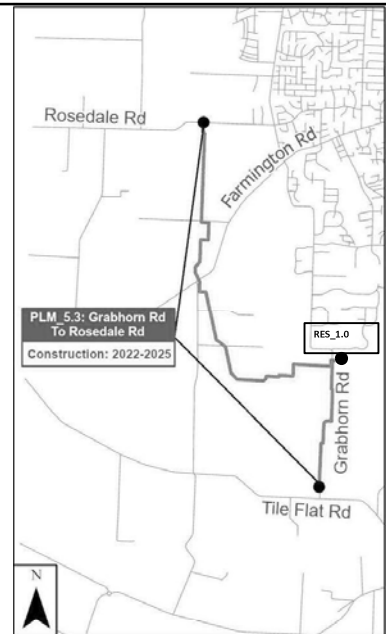 Rosedale Rd
Farmington Rd
PLM_5.3: Grabhorn Rd
To Rosedale Rd
Construction: 2022-2025
RES_1.0
Grabhorn Rd
Tile Flat Rd
N